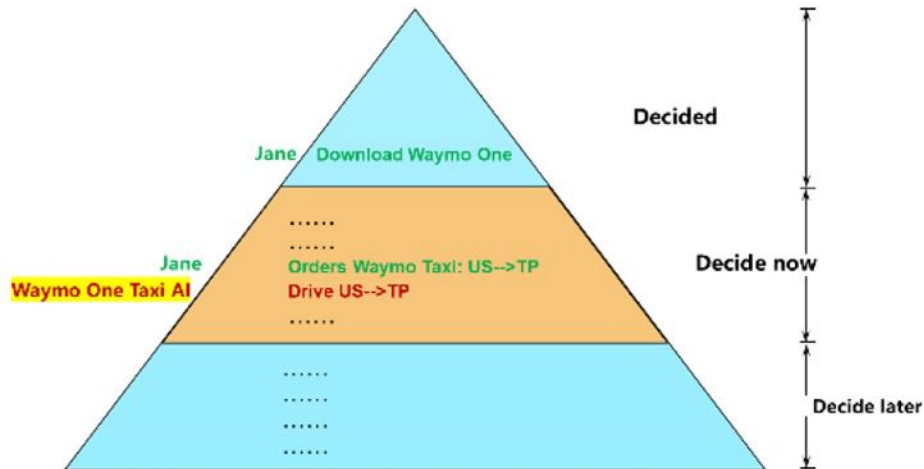 Decided
Jane Download Waymo One
......
......
Decide now
Jane Orders Waymo Taxi: US-->TP
Waymo One Taxi AI Drive US-->TP
......
......
......
Decide later
......
......